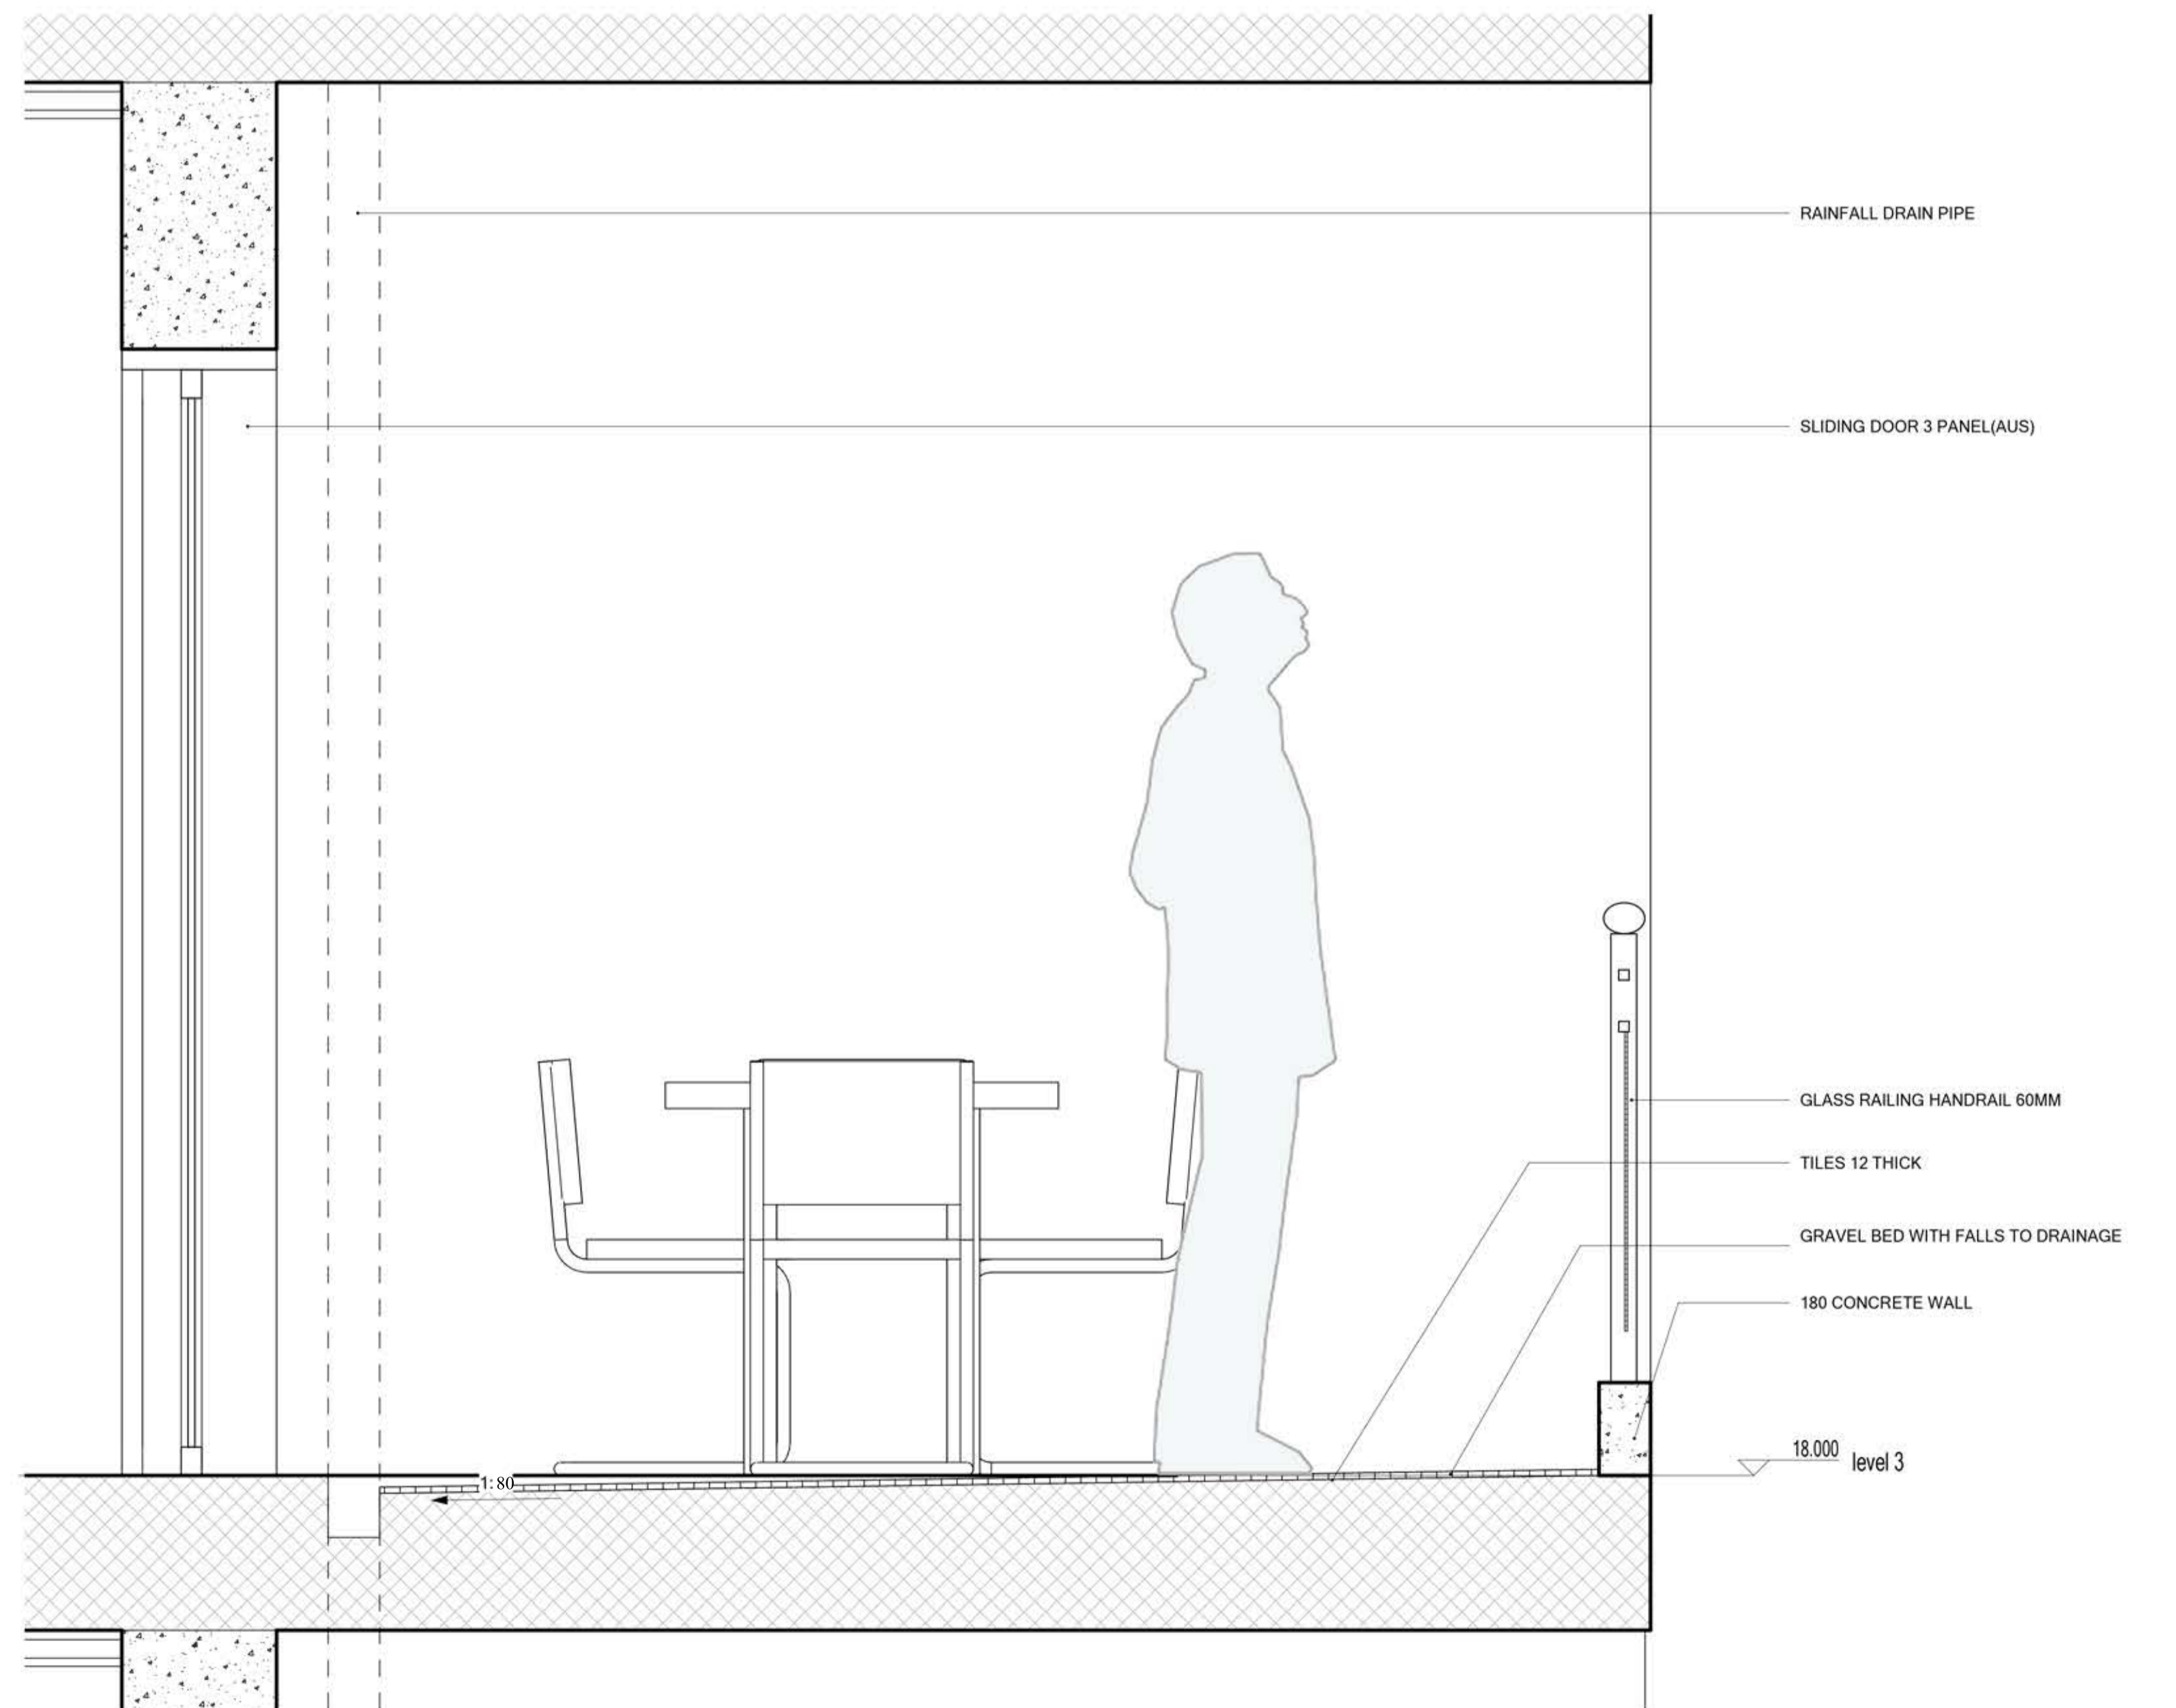 RAINFALL DRAIN PIPE
SLIDING DOOR 3 PANEL(AUS)
GLASS RAILING HANDRAIL 60MM
TILES 12 THICK
GRAVEL BED WITH FALLS TO DRAINAGE
180 CONCRETE WALL
18.000 level 3
1:80